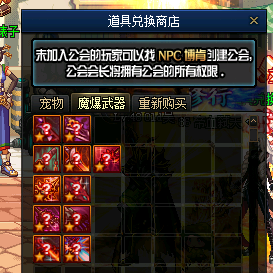 道具兑换商店
未加入公会的玩家可以找 NPC 博肯创建公会,
公会会长将拥有公会的所有权限 .
宠物 魔爆武器 重新购买